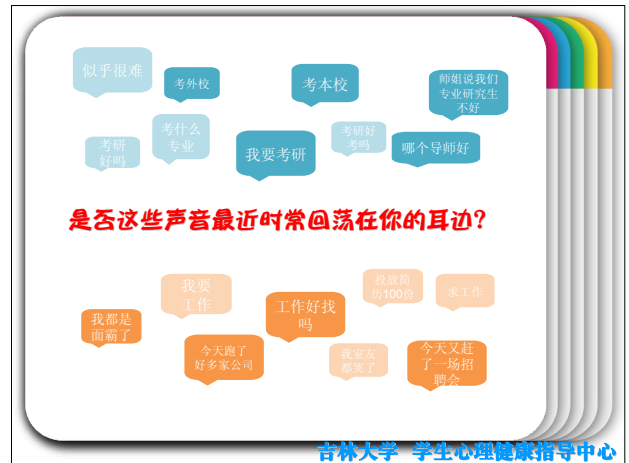 似乎很难
考外校
考本校
师姐说我们
专业研究生
不好
考研
好吗
考什么
专业
我要考研
考研好
考吗
哪个导师好
是否这些声音最近时常回荡在你的耳边?
我要
工作
投放简
历100份
求工作
我都是
面霸了
工作好找
吗
今天跑了
好多家公司
我室友
都哭了
今天又赶
了一场招
聘会
吉林大学 学生心理健康指导中心